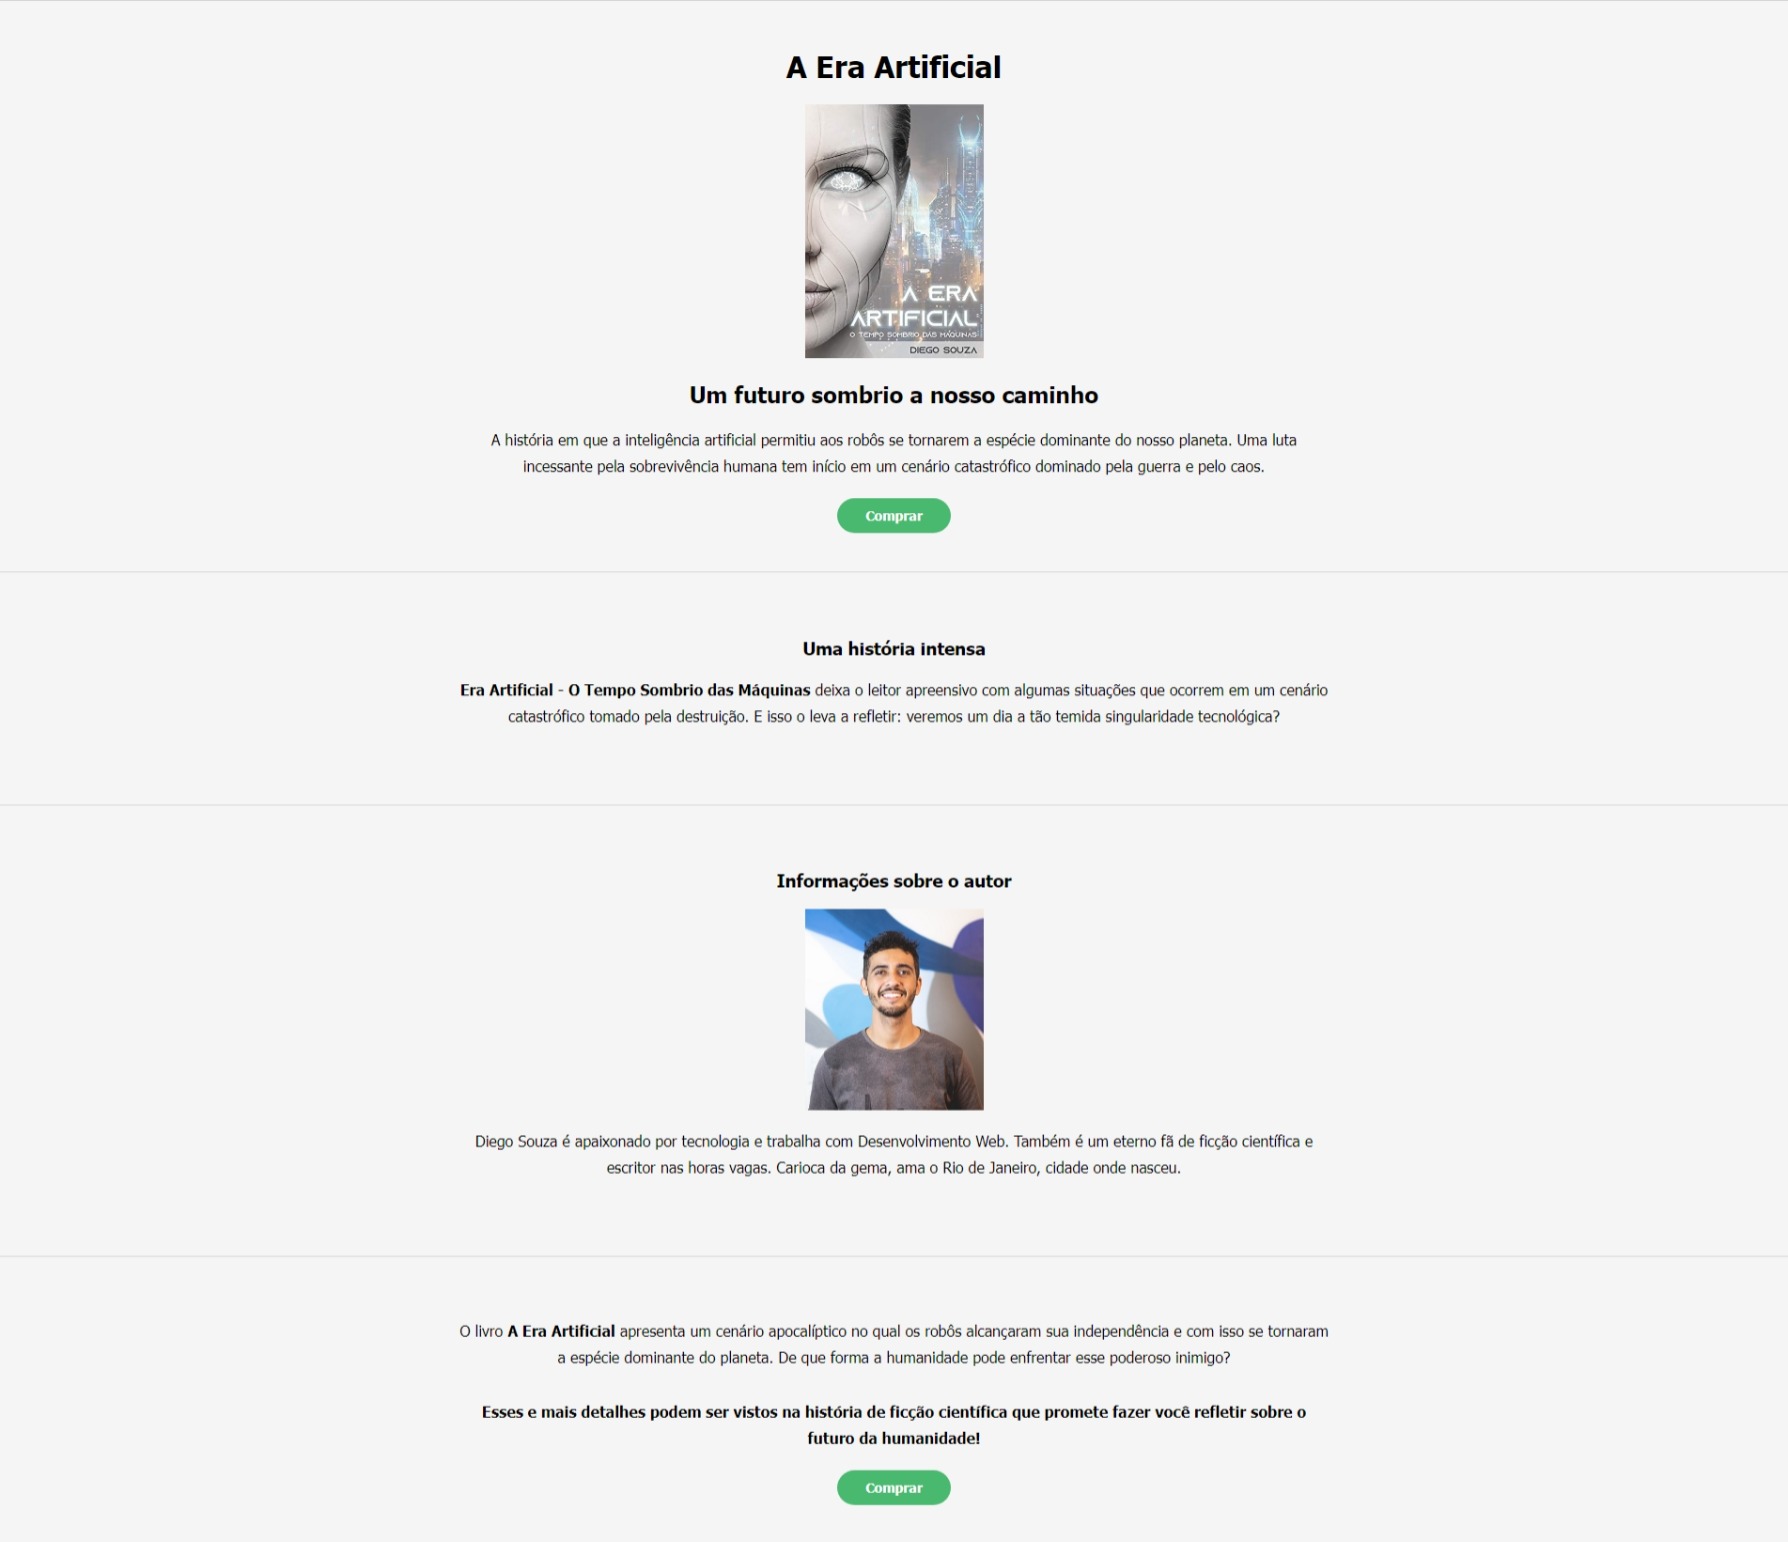 A Era Artificial
A ERA
ARTIFICIAL
O TEMPO SOMBRIO DAS MÁQUINAS
DIEGO SOUZA
Um futuro sombrio a nosso caminho
A história em que a inteligência artificial permitiu aos robôs se tornarem a espécie dominante do nosso planeta. Uma luta
incessante pela sobrevivência humana tem início em um cenário catastrófico dominado pela guerra e pelo caos.
Comprar
Uma história intensa
Era Artificial - O Tempo Sombrio das Máquinas deixa o leitor apreensivo com algumas situações que ocorrem em um cenário
catastrófico tomado pela destruição. E isso o leva a refletir: veremos um dia a tão temida singularidade tecnológica?
Informações sobre o autor
Diego Souza é apaixonado por tecnologia e trabalha com Desenvolvimento Web. Também é um eterno fã de ficção científica e
escritor nas horas vagas. Carioca da gema, ama o Rio de Janeiro, cidade onde nasceu.
O livro A Era Artificial apresenta um cenário apocalíptico no qual os robôs alcançaram sua independência e com isso se tornaram
a espécie dominante do planeta. De que forma a humanidade pode enfrentar esse poderoso inimigo?
Esses e mais detalhes podem ser vistos na história de ficção científica que promete fazer você refletir sobre o
futuro da humanidade!
Comprar